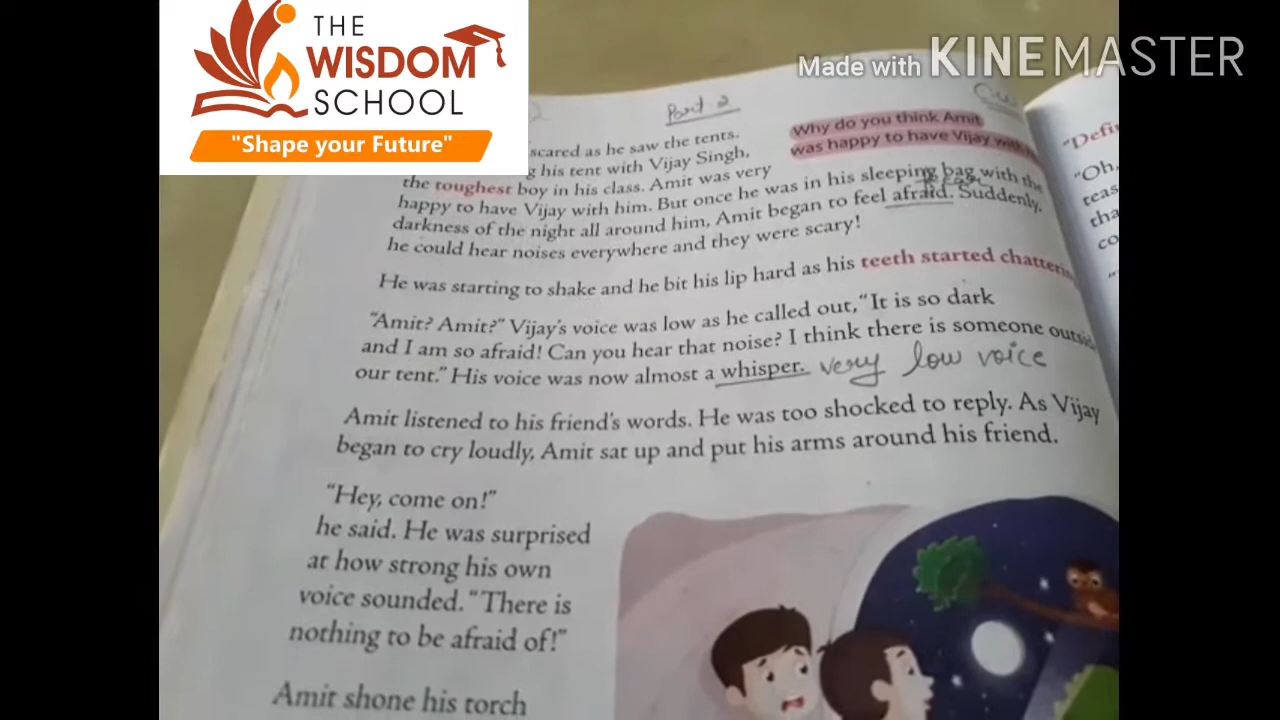 THE
WISDOM
SCHOOL
"Shape your Future"
Made with KINEMASTER
Part 2
Why do you think Amit
was happy to have Vijay with
scared as he saw the tents.
his tent with Vijay Singh,
the toughest boy in his class. Amit was very
happy to have Vijay with him. But once he was in his sleeping bag with the
darkness of the night all around him, Amit began to feel afraid. Suddenly,
he could hear noises everywhere and they were scary!
He was starting to shake and he bit his lip hard as his teeth started chatterin
"Amit? Amit?" Vijay's voice was low as he called out, "It is so dark
and I am so afraid! Can you hear that noise? I think there is someone outside
our tent." His voice was now almost a whisper. very low voice
Amit listened to his friend's words. He was too shocked to reply. As Vijay
began to cry loudly, Amit sat up and put his arms around his friend.
"Hey, come on!"
he said. He was surprised
at how strong his own
voice sounded. "There is
nothing to be afraid of!"
Amit shone his torch
"Defi
"Oh,
teas
tha
co